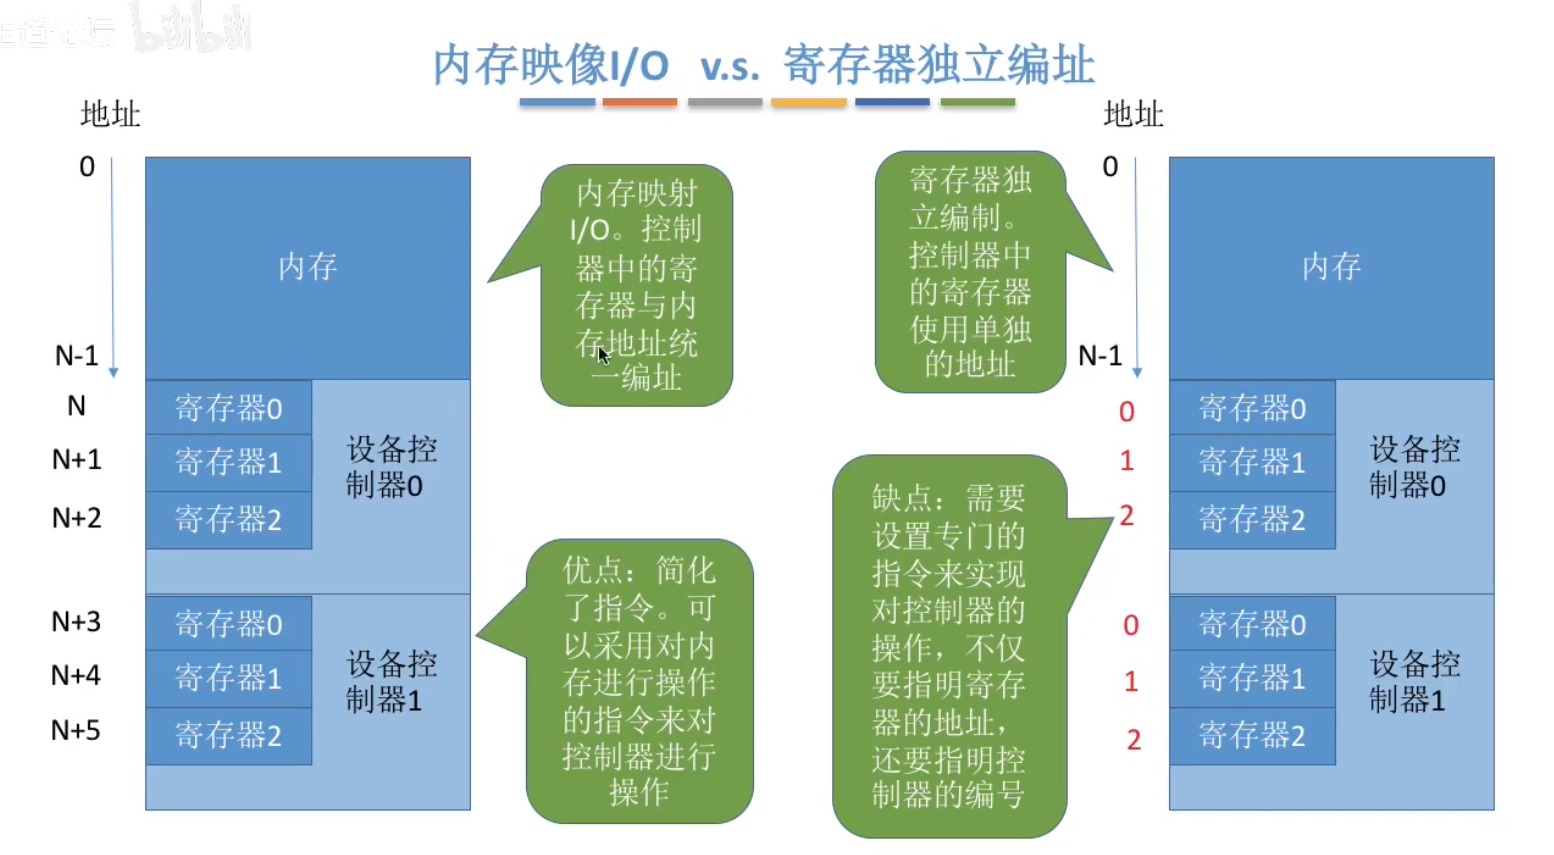 王道论坛 bilibili
内存映像I/O v.s. 寄存器独立编址
地址
0
内存
N-1
N
寄存器0
N+1
寄存器1
N+2
寄存器2
设备控
制器0
N+3
寄存器0
N+4
寄存器1
N+5
寄存器2
设备控
制器1
内存映射
I/O。控制
器中的寄
存器与内
存地址统
一编址
优点：简化
了指令。可
以采用对内
存进行操作
的指令来对
控制器进行
操作
寄存器独
立编制。
控制器中
的寄存器
使用单独
的地址
缺点：需要
设置专门的
指令来实现
对控制器的
操作，不仅
要指明寄存
器的地址，
还要指明控
制器的编号
地址
0
内存
N-1
0
寄存器0
1
寄存器1
2
寄存器2
设备控
制器0
0
寄存器0
1
寄存器1
2
寄存器2
设备控
制器1